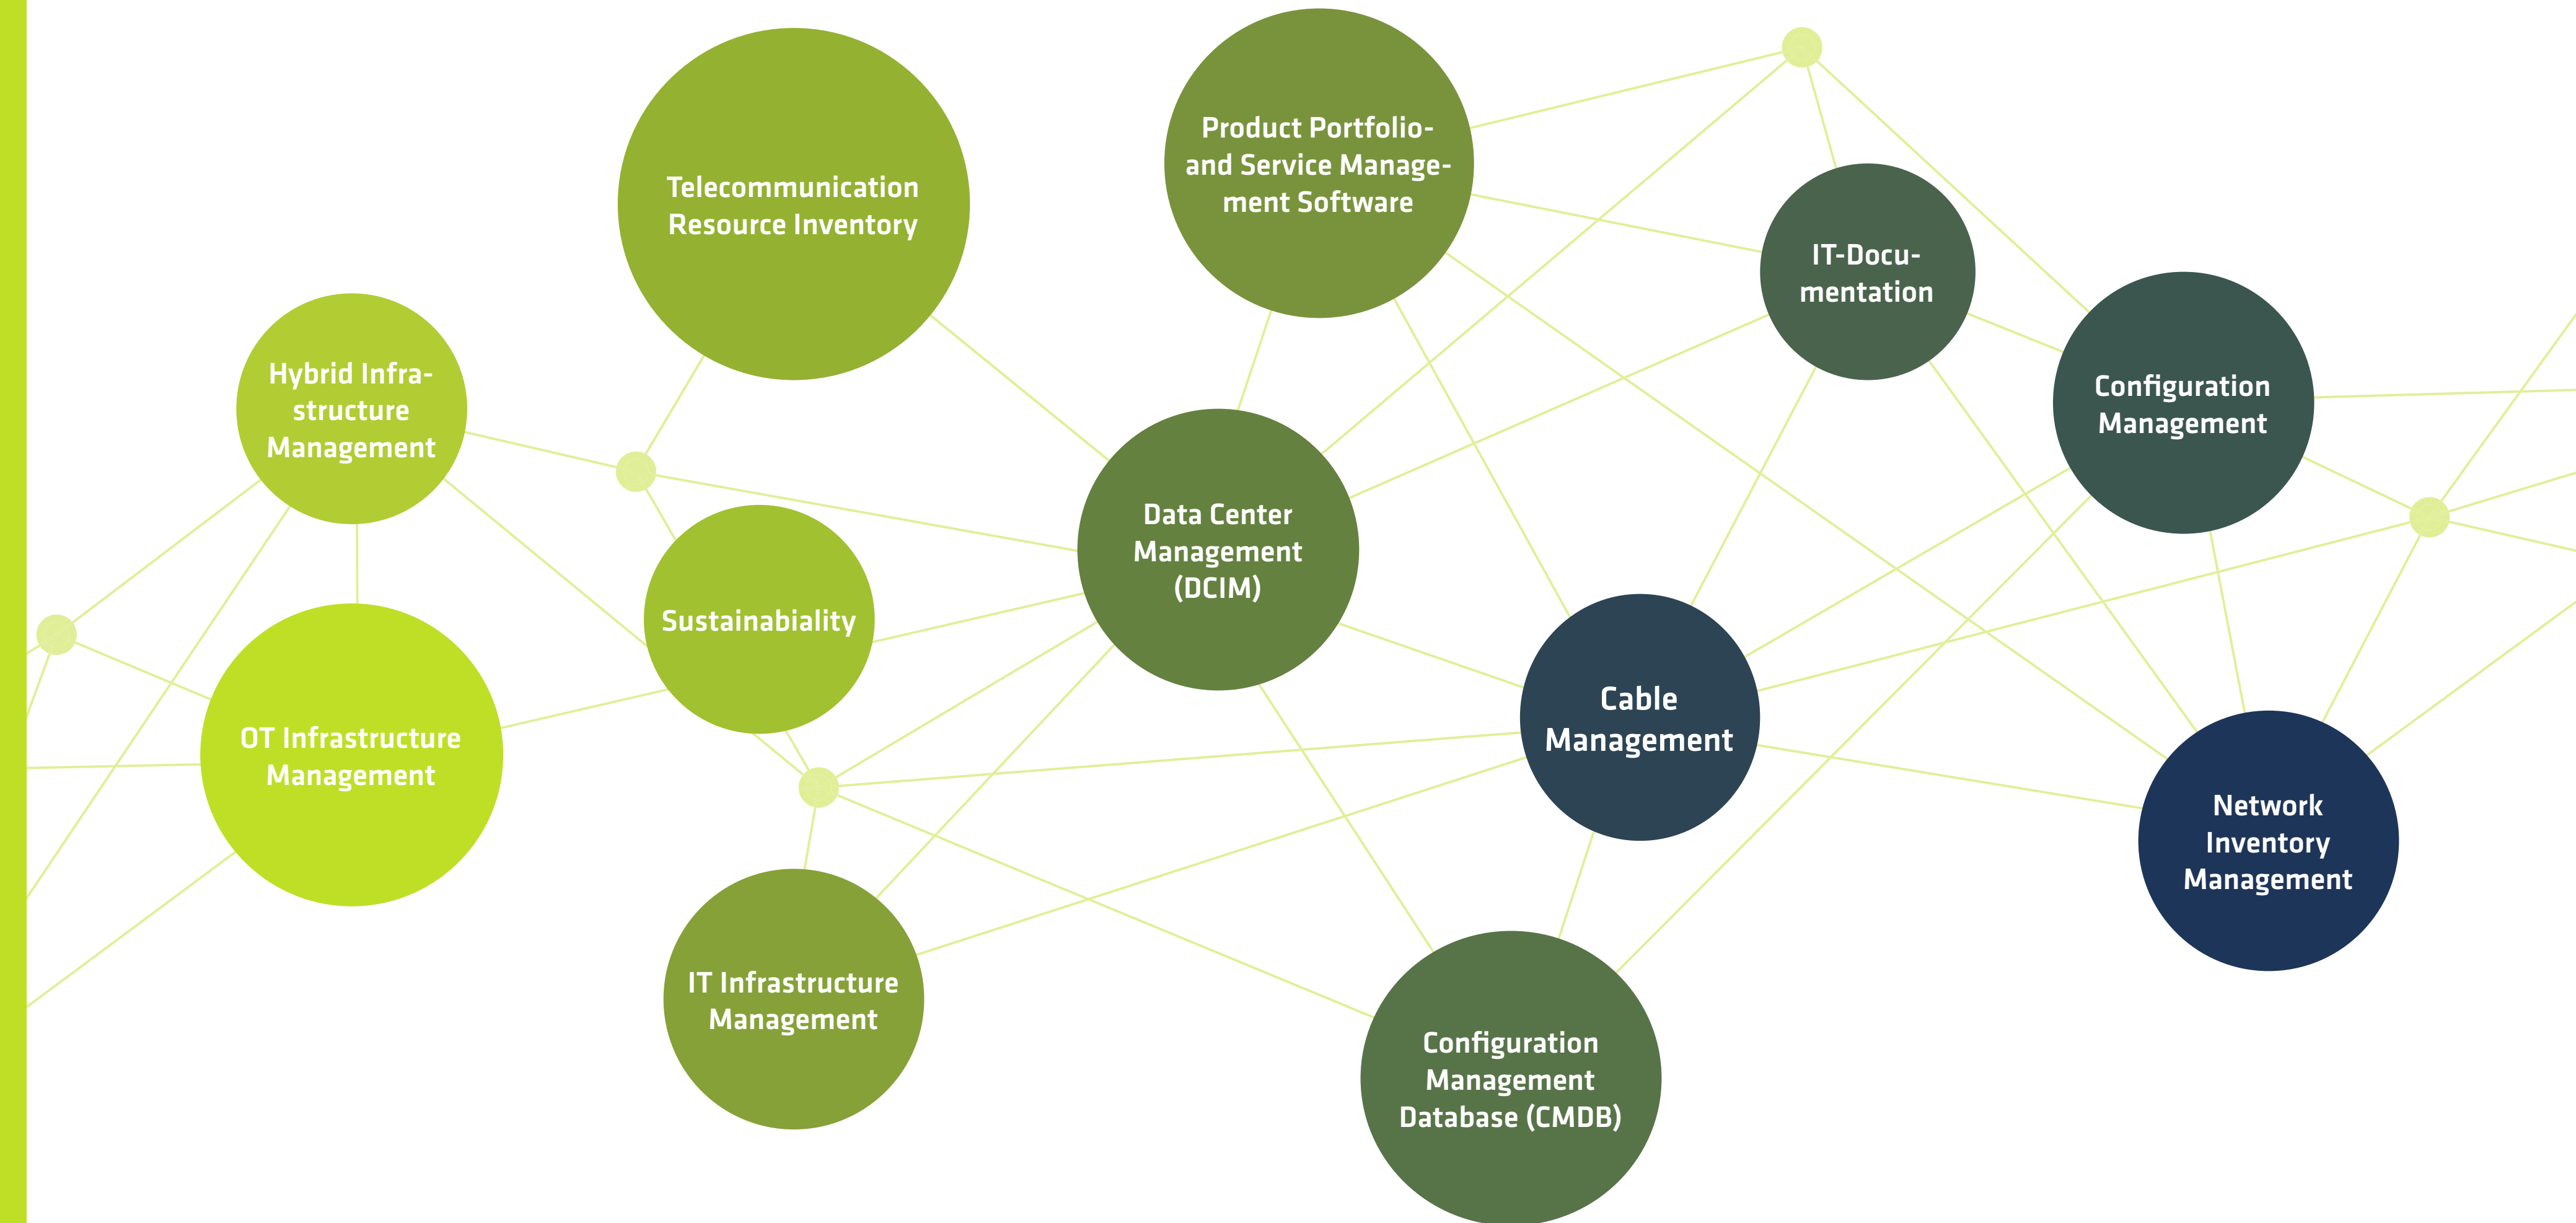 Telecommunication
Resource Inventory
Product Portfolio-
and Service Manage-
ment Software
IT-Docu-
mentation
Hybrid Infra-
structure
Management
Configuration
Management
Data Center
Management
(DCIM)
Sustainabiality
OT Infrastructure
Management
Cable
Management
Network
Inventory
Management
IT Infrastructure
Management
Configuration
Management
Database (CMDB)